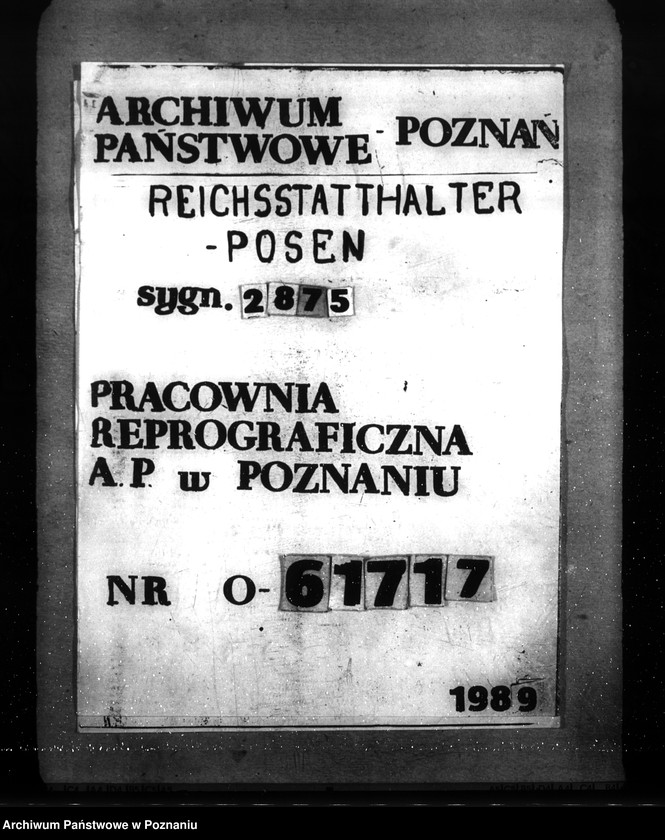 ARCHIWUM
PAŃSTWOWE - POZNAŃ
REICHSSTATTHALTER
-POSEN
sygn. 2875
PRACOWNIA
REPROGRAFICZNA
A.P. w POZNANIU
NR O-61717
1989
Archiwum Państwowe w Poznaniu